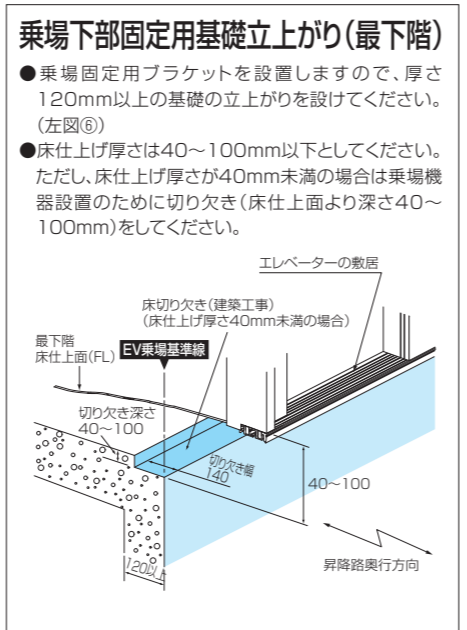 乗場下部固定用基礎立上がり(最下階)
●乗場固定用ブラケットを設置しますので、厚さ
120mm以上の基礎の立上がりを設けてください。
(左図⑥)
●床仕上げ厚さは40〜100mm以下としてください。
ただし、床仕上げ厚さが40mm未満の場合は乗場機
器設置のために切り欠き(床仕上面より深さ40〜
100mm)をしてください。
エレベーターの敷居
床切り欠き(建築工事)
(床仕上げ厚さ40mm未満の場合)
最下階
床仕上面(FL)
EV乗場基準線
切り欠き深さ
40〜100
切り欠き幅
140
40〜100
120以上
昇降路奥行方向